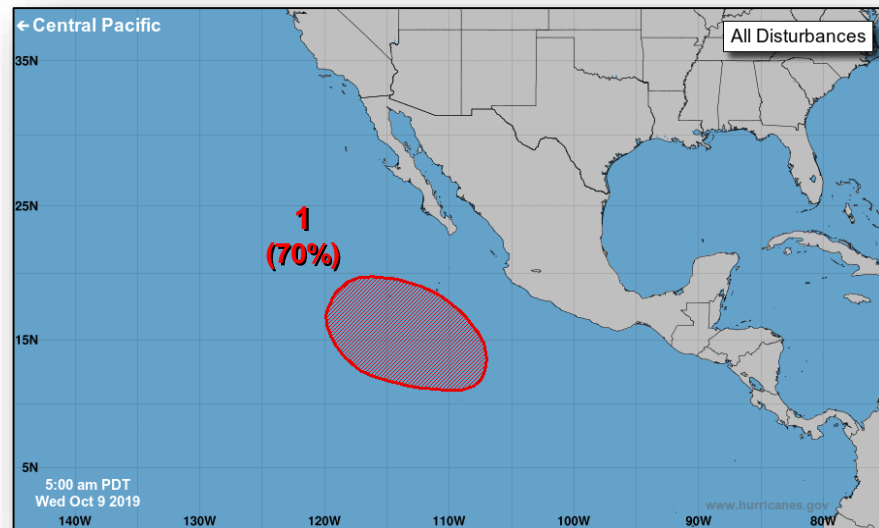 ← Central Pacific
All Disturbances
35N
25N
1
(70%)
15N
5N
5:00 am PDT
Wed Oct 9 2019
www.hurricanes.gov
140W 130W 120W 110W 100W 90W 80W